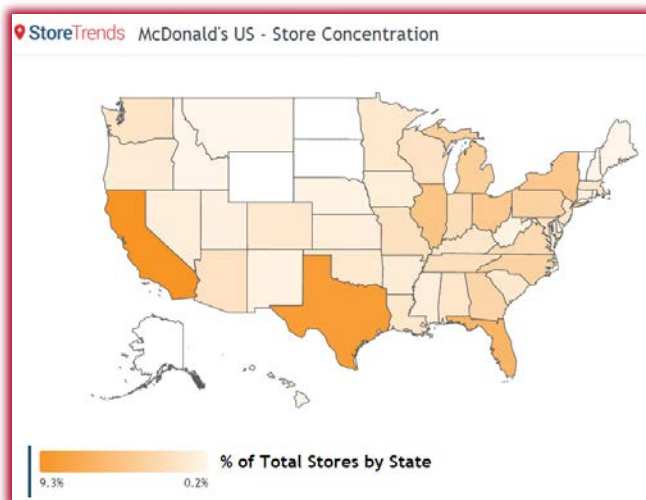 StoreTrends McDonald's US - Store Concentration
% of Total Stores by State
9.3% 0.2%